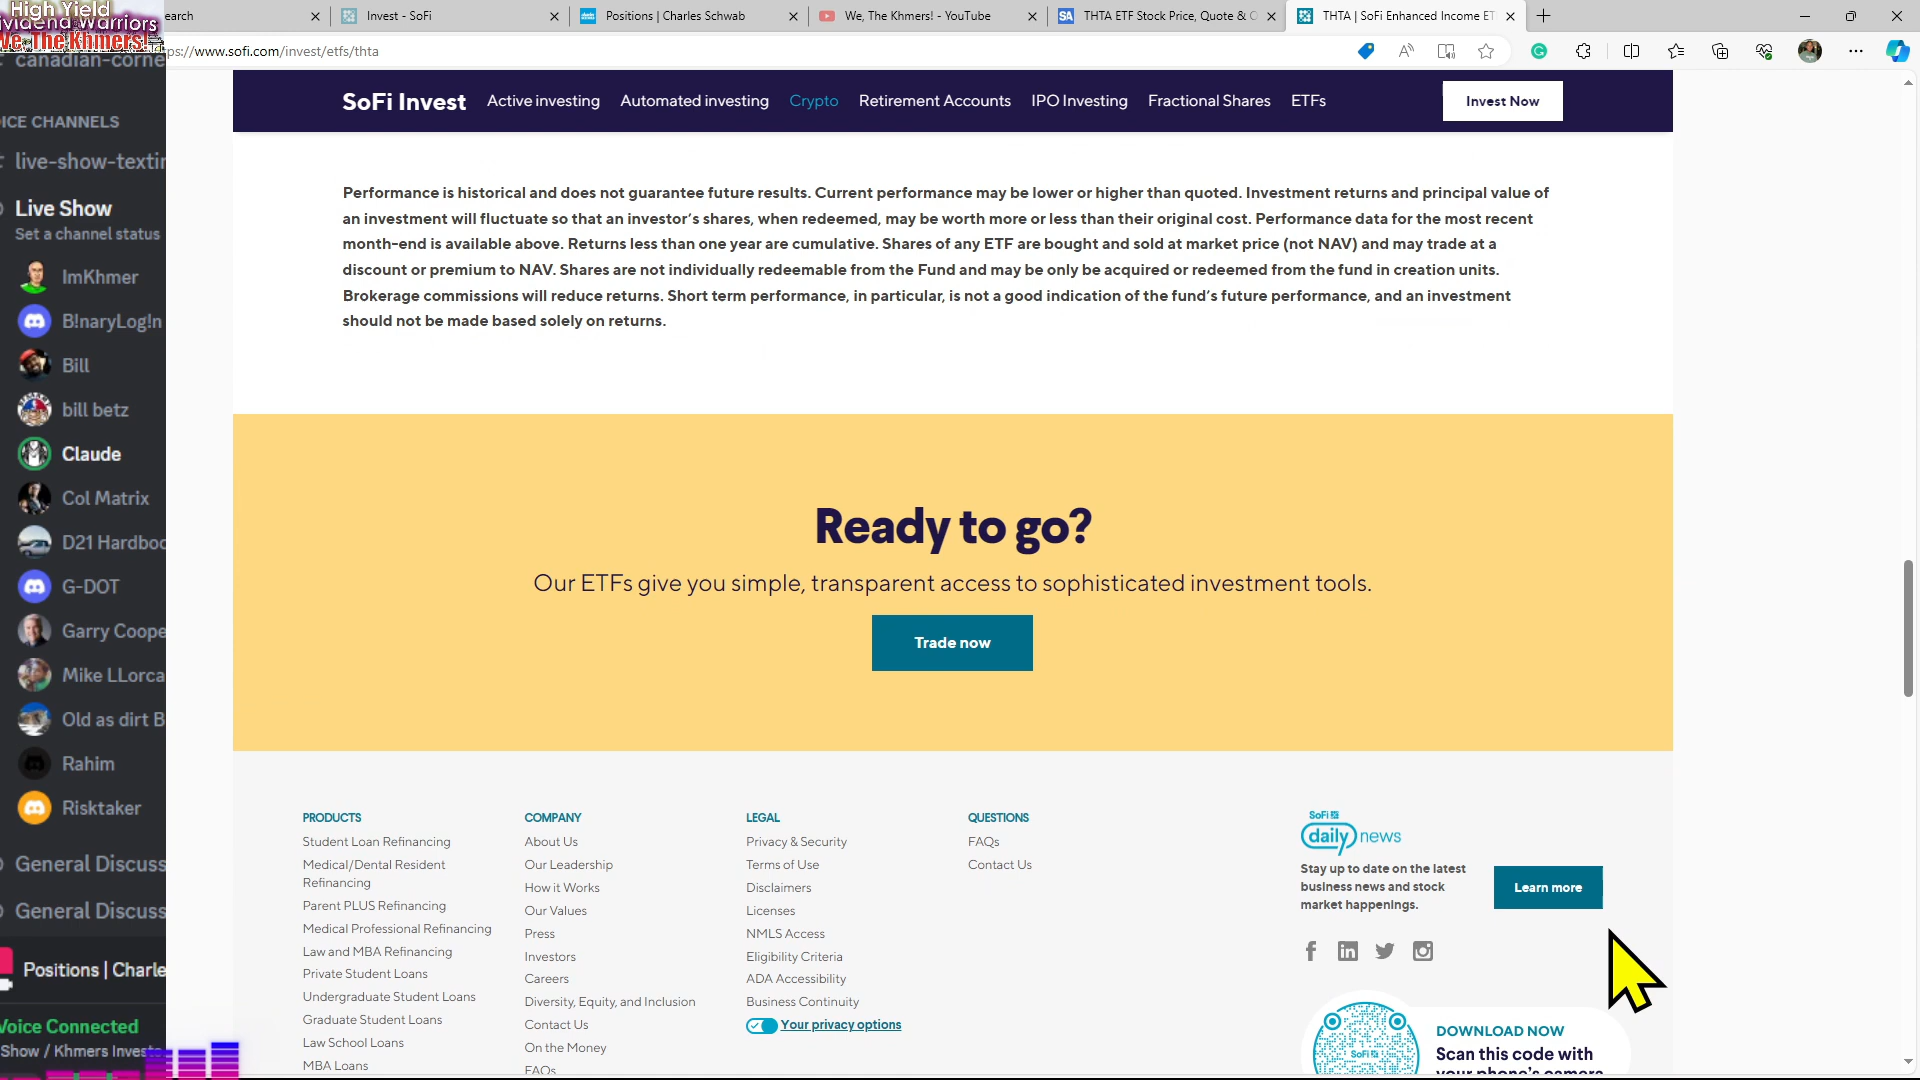 High Yield
ividend Warriors
We, The Khmers!
earch
Invest - SoFi
Positions | Charles Schwab
We, The Khmers! - YouTube
SA
THTA ETF Stock Price, Quote & C
THTA | SoFi Enhanced Income ET
ps://www.sofi.com/invest/etfs/thta
canadian-corne
ICE CHANNELS
live-show-textin
Live Show
Set a channel status
ImKhmer
B!naryLog!n
Bill
bill betz
Claude
Col Matrix
D21 Hardboo
G-DOT
Garry Coope
Mike LLorca
Old as dirt B
Rahim
Risktaker
General Discuss
General Discuss
Positions | Charle
Voice Connected
Show / Khmers Investo
SoFi Invest
Active investing
Automated investing
Crypto
Retirement Accounts
IPO Investing
Fractional Shares
ETFs
Invest Now
Performance is historical and does not guarantee future results. Current performance may be lower or higher than quoted. Investment returns and principal value of
an investment will fluctuate so that an investor’s shares, when redeemed, may be worth more or less than their original cost. Performance data for the most recent
month-end is available above. Returns less than one year are cumulative. Shares of any ETF are bought and sold at market price (not NAV) and may trade at a
discount or premium to NAV. Shares are not individually redeemable from the Fund and may be only be acquired or redeemed from the fund in creation units.
Brokerage commissions will reduce returns. Short term performance, in particular, is not a good indication of the fund’s future performance, and an investment
should not be made based solely on returns.
Ready to go?
Our ETFs give you simple, transparent access to sophisticated investment tools.
Trade now
PRODUCTS
Student Loan Refinancing
Medical/Dental Resident
Refinancing
Parent PLUS Refinancing
Medical Professional Refinancing
Law and MBA Refinancing
Private Student Loans
Undergraduate Student Loans
Graduate Student Loans
Law School Loans
MBA Loans
COMPANY
About Us
Our Leadership
How it Works
Our Values
Press
Investors
Careers
Diversity, Equity, and Inclusion
Contact Us
On the Money
FAQs
LEGAL
Privacy & Security
Terms of Use
Disclaimers
Licenses
NMLS Access
Eligibility Criteria
ADA Accessibility
Business Continuity
Your privacy options
QUESTIONS
FAQs
Contact Us
SoFi
daily news
Stay up to date on the latest
business news and stock
market happenings.
Learn more
SoFi
DOWNLOAD NOW
Scan this code with
your phone's camera